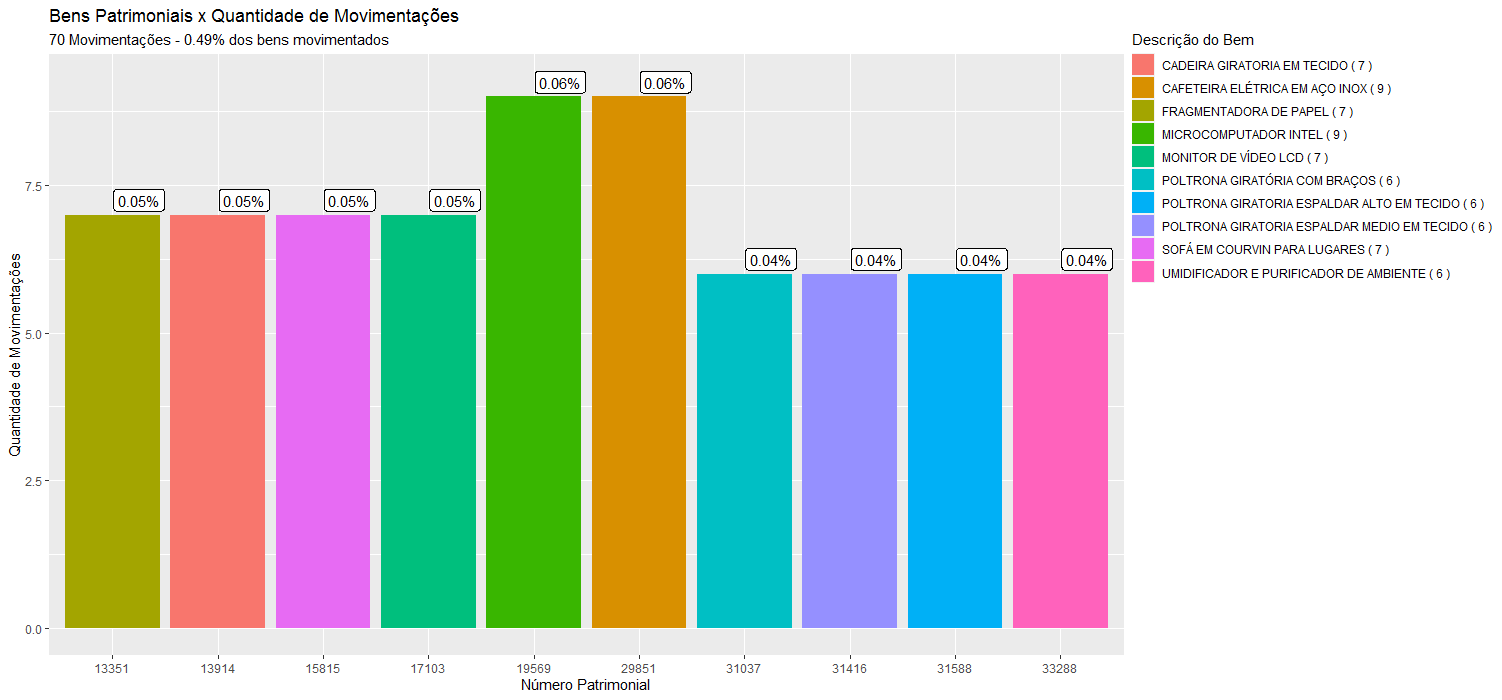 Bens Patrimoniais x Quantidade de Movimentações
70 Movimentações - 0.49% dos bens movimentados
Quantidade de Movimentações
7.5
5.0
2.5
0.0
0.05%
0.05%
0.05%
0.05%
0.06%
0.06%
0.04%
0.04%
0.04%
0.04%
13351
13914
15815
17103
19569
29851
31037
31416
31588
33288
Número Patrimonial
Descrição do Bem
CADEIRA GIRATORIA EM TECIDO ( 7 )
CAFETEIRA ELÉTRICA EM AÇO INOX ( 9 )
FRAGMENTADORA DE PAPEL ( 7 )
MICROCOMPUTADOR INTEL ( 9 )
MONITOR DE VÍDEO LCD ( 7 )
POLTRONA GIRATÓRIA COM BRAÇOS ( 6 )
POLTRONA GIRATORIA ESPALDAR ALTO EM TECIDO ( 6 )
POLTRONA GIRATORIA ESPALDAR MEDIO EM TECIDO ( 6 )
SOFÁ EM COURVIN PARA LUGARES ( 7 )
UMIDIFICADOR E PURIFICADOR DE AMBIENTE ( 6 )